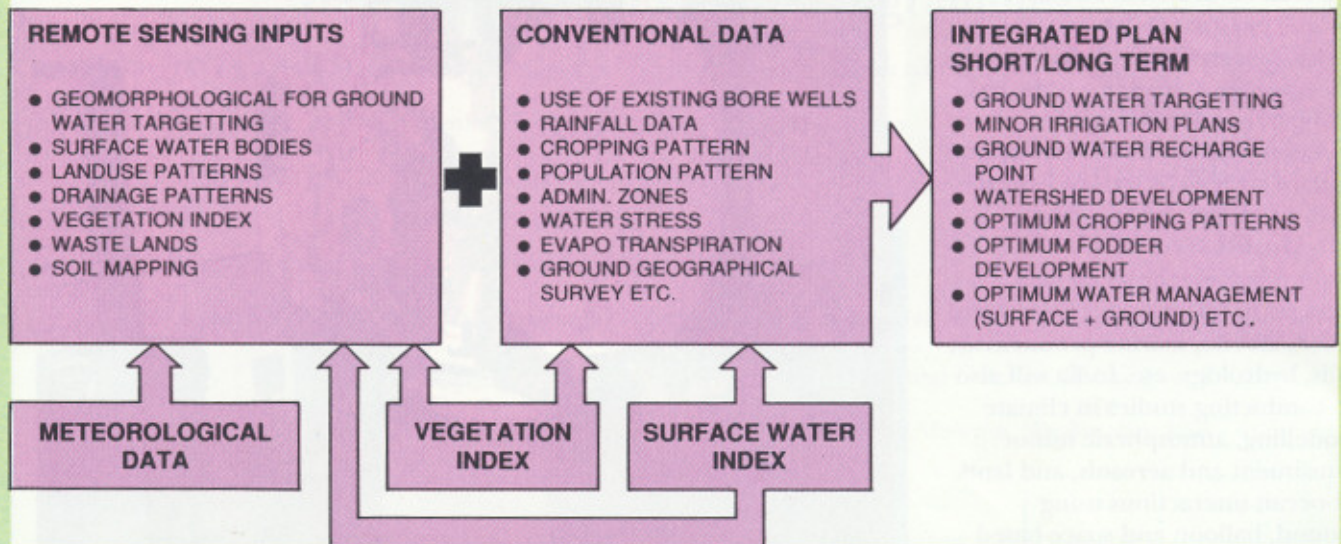 REMOTE SENSING INPUTS
● GEOMORPHOLOGICAL FOR GROUND
WATER TARGETTING
● SURFACE WATER BODIES
● LANDUSE PATTERNS
● DRAINAGE PATTERNS
● VEGETATION INDEX
● WASTE LANDS
● SOIL MAPPING
CONVENTIONAL DATA
● USE OF EXISTING BORE WELLS
● RAINFALL DATA
● CROPPING PATTERN
● POPULATION PATTERN
● ADMIN. ZONES
● WATER STRESS
● EVAPO TRANSPIRATION
● GROUND GEOGRAPHICAL
SURVEY ETC.
INTEGRATED PLAN
SHORT/LONG TERM
● GROUND WATER TARGETTING
● MINOR IRRIGATION PLANS
● GROUND WATER RECHARGE
POINT
● WATERSHED DEVELOPMENT
● OPTIMUM CROPPING PATTERNS
● OPTIMUM FODDER
DEVELOPMENT
● OPTIMUM WATER MANAGEMENT
(SURFACE + GROUND) ETC.
METEOROLOGICAL
DATA
VEGETATION
INDEX
SURFACE WATER
INDEX